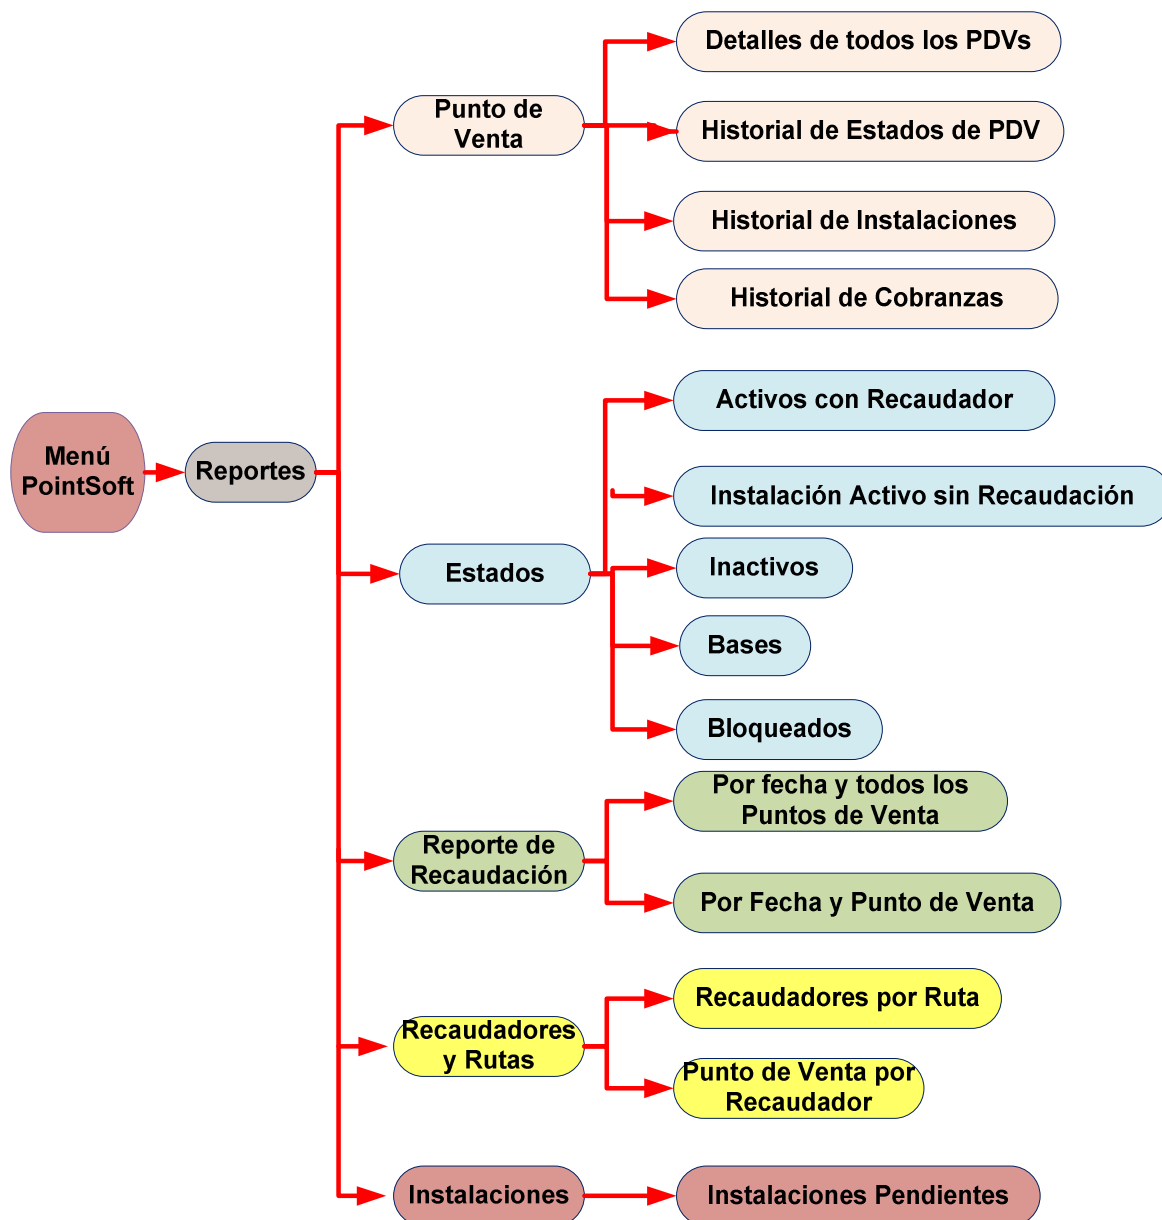 Menú
PointSoft
Reportes
Punto de
Venta
Detalles de todos los PDVs
Historial de Estados de PDV
Historial de Instalaciones
Historial de Cobranzas
Estados
Activos con Recaudador
Instalación Activo sin Recaudación
Inactivos
Bases
Bloqueados
Reporte de
Recaudación
Por fecha y todos los
Puntos de Venta
Por Fecha y Punto de Venta
Recaudadores
y Rutas
Recaudadores por Ruta
Punto de Venta por
Recaudador
Instalaciones
Instalaciones Pendientes